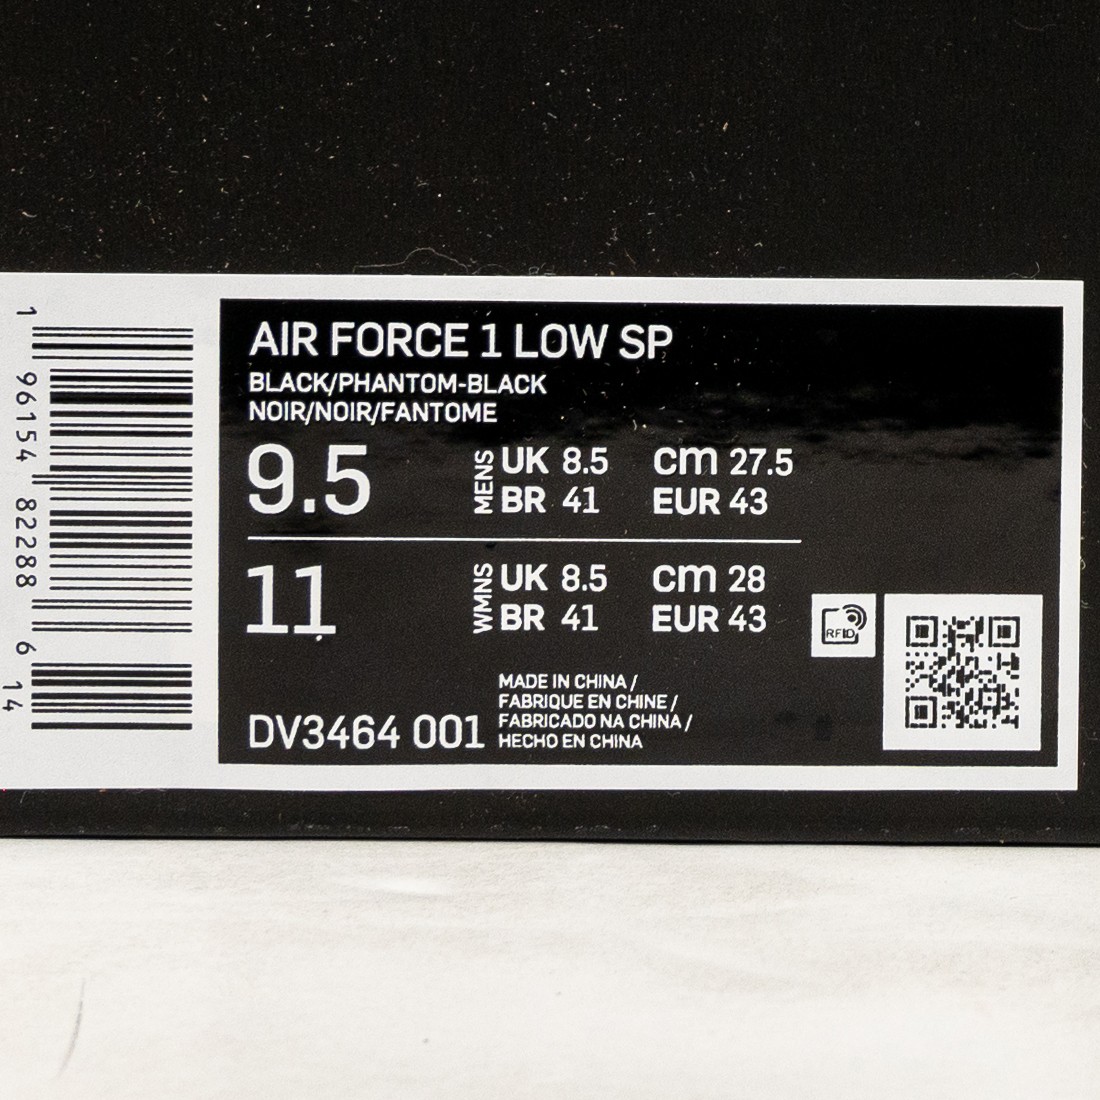 AIR FORCE 1 LOW SP
BLACK/PHANTOM-BLACK
NOIR/NOIR/FANTOME
9.5 MENS UK 8.5 cm 27.5
BR 41 EUR 43
11 WMNS UK 8.5 cm 28
BR 41 EUR 43
MADE IN CHINA /
FABRIQUE EN CHINE /
FABRICADO NA CHINA /
HECHO EN CHINA
DV3464 001
RFID
1 96154 82288 6 14